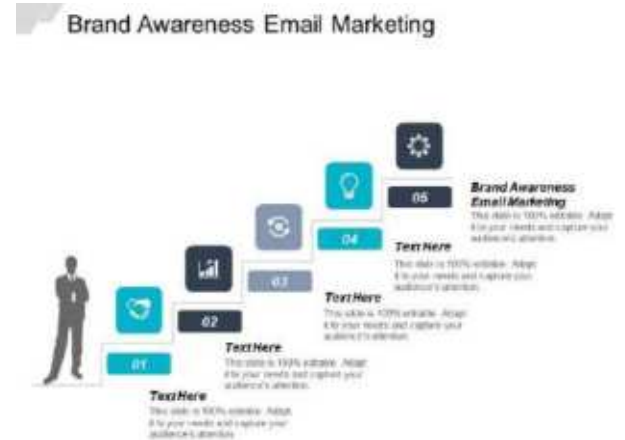 Brand Awareness Email Marketing
05
Brand Awareness
Email Marketing
This slide is 100% editable. Adapt
it to your needs and capture your
audience's attention.
04
Text Here
This slide is 100% editable. Adapt
it to your needs and capture your
audience's attention.
03
Text Here
This slide is 100% editable. Adapt
it to your needs and capture your
audience's attention.
02
Text Here
This slide is 100% editable. Adapt
it to your needs and capture your
audience's attention.
01
Text Here
This slide is 100% editable. Adapt
it to your needs and capture your
audience's attention.